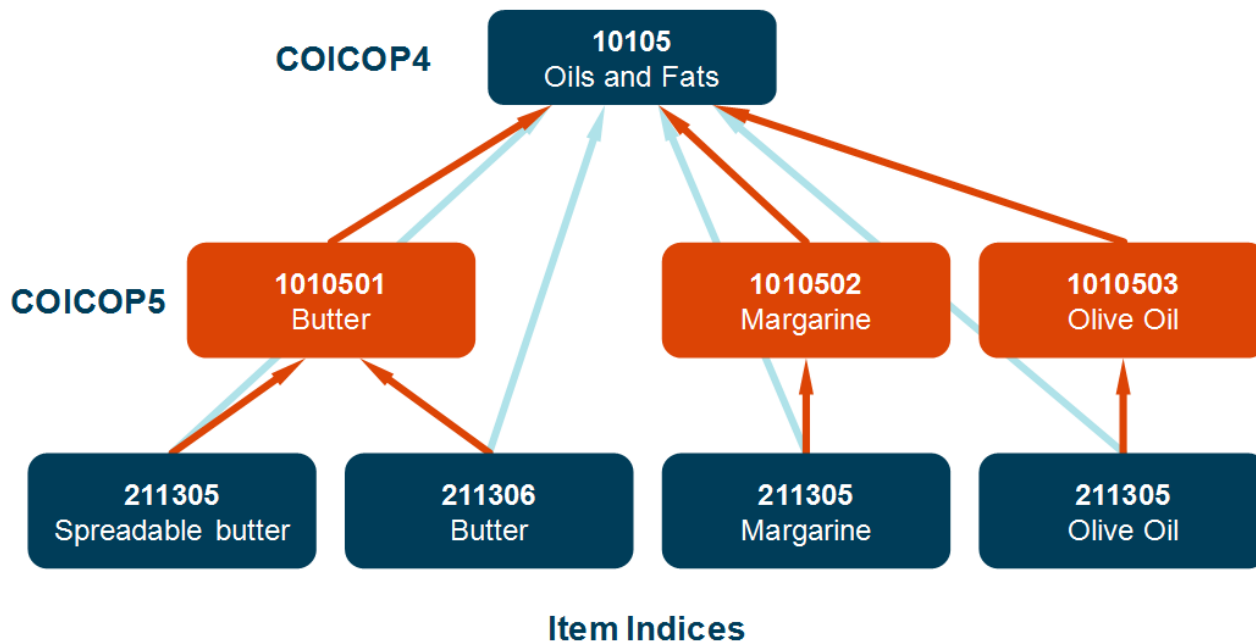 COICOP4
10105
Oils and Fats
COICOP5
1010501
Butter
1010502
Margarine
1010503
Olive Oil
211305
Spreadable butter
211306
Butter
211305
Margarine
211305
Olive Oil
Item Indices